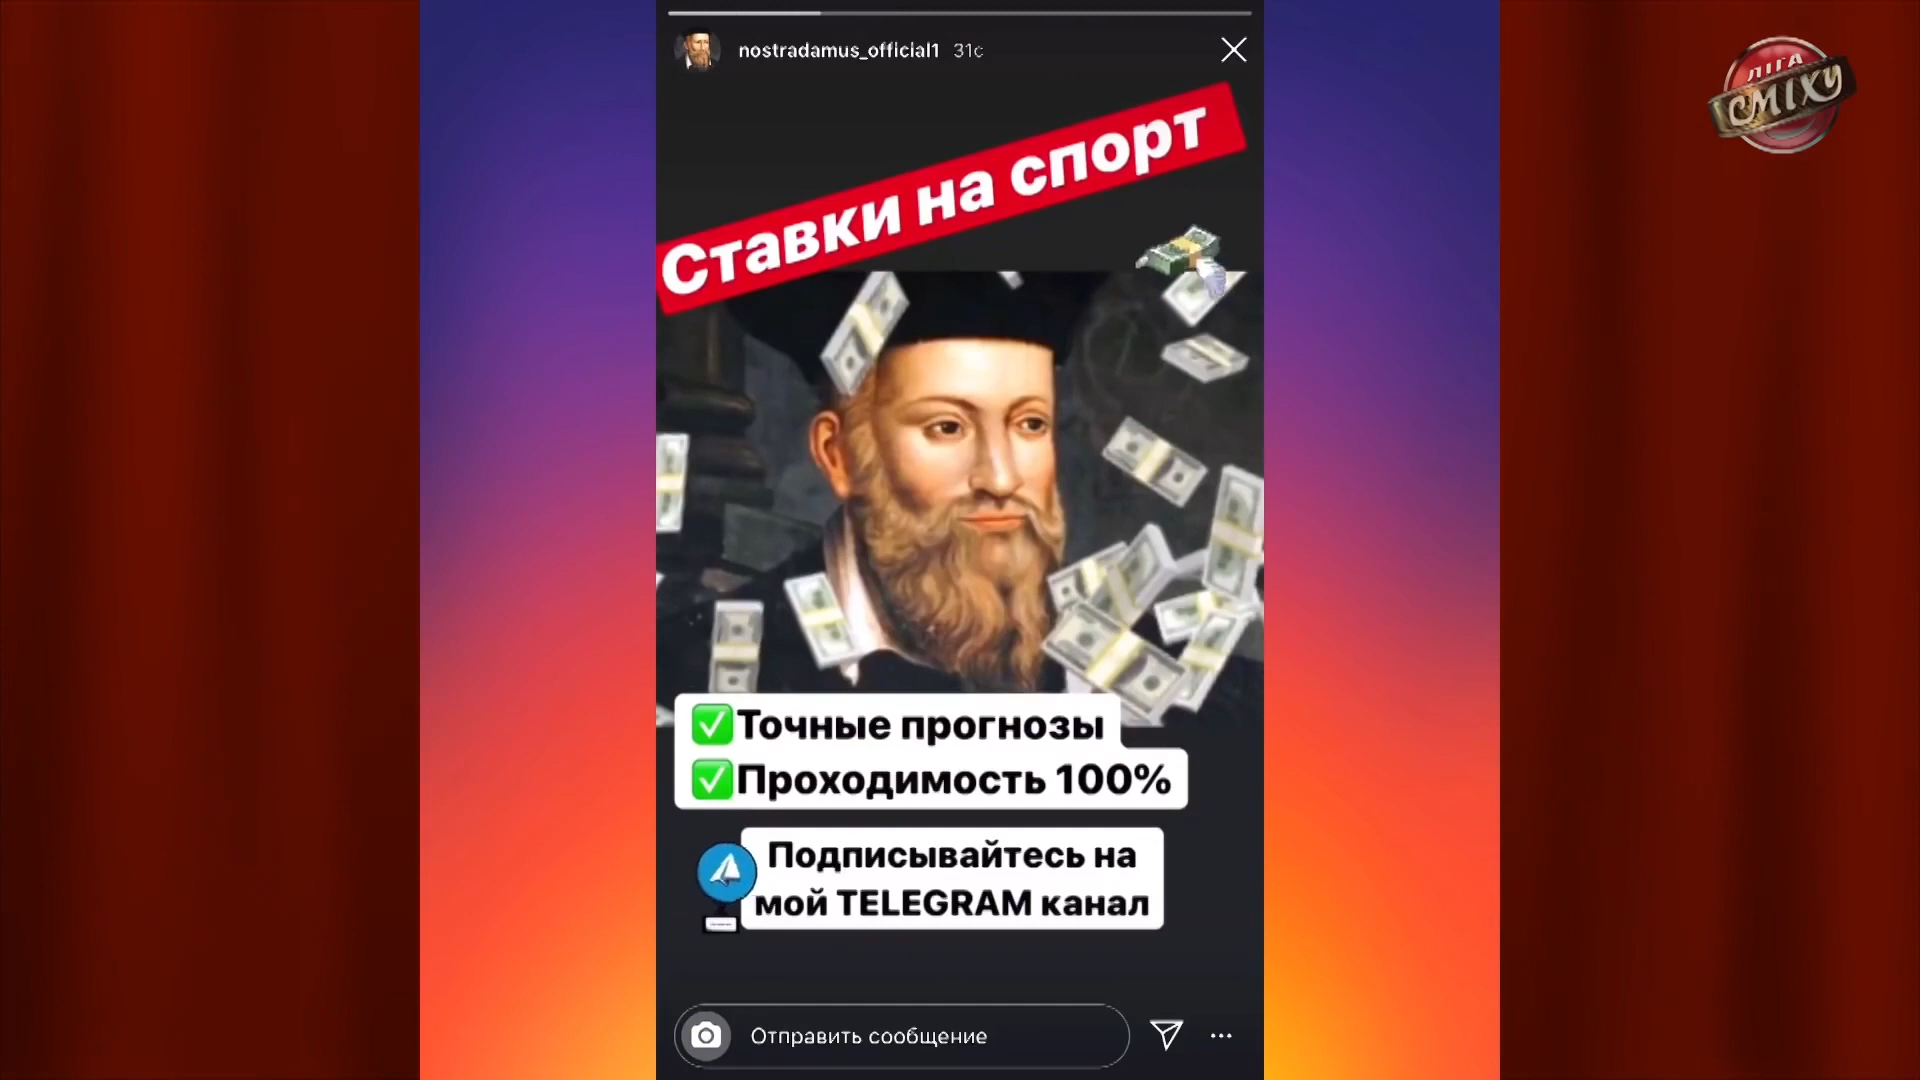 nostradamus_official1 31с
ЛІГА
СМІХУ
Ставки на спорт
✅Точные прогнозы
✅Проходимость 100%
Подписывайтесь на
мой TELEGRAM канал
Отправить сообщение